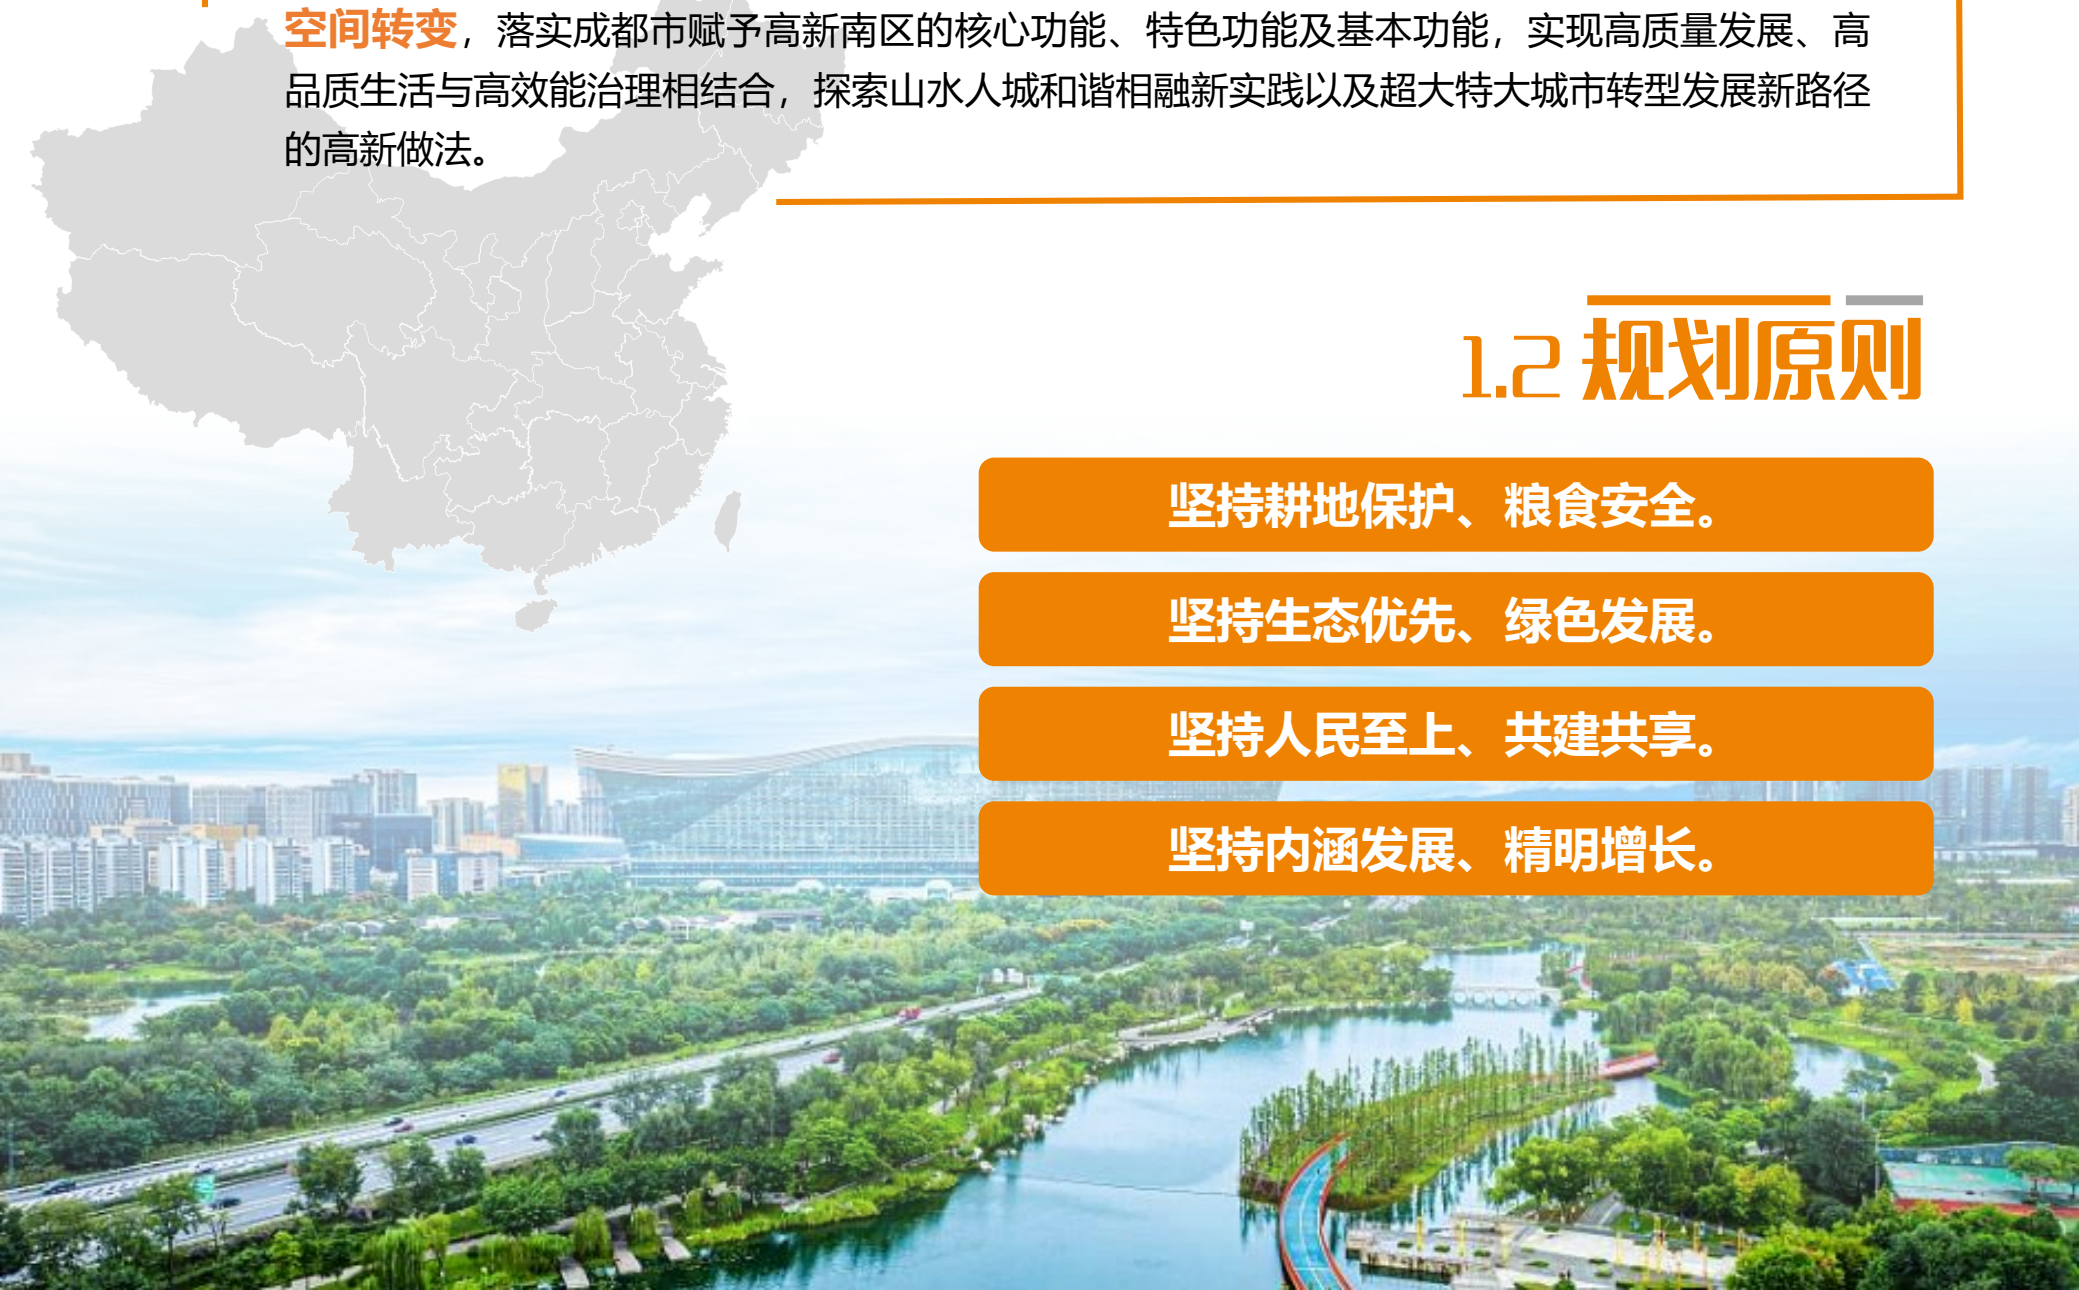 空间转变，落实成都市赋予高新南区的核心功能、特色功能及基本功能，实现高质量发展、高
品质生活与高效能治理相结合，探索山水人城和谐相融新实践以及超大特大城市转型发展新路径
的高新做法。
1.2 规划原则
坚持耕地保护、粮食安全。
坚持生态优先、绿色发展。
坚持人民至上、共建共享。
坚持内涵发展、精明增长。